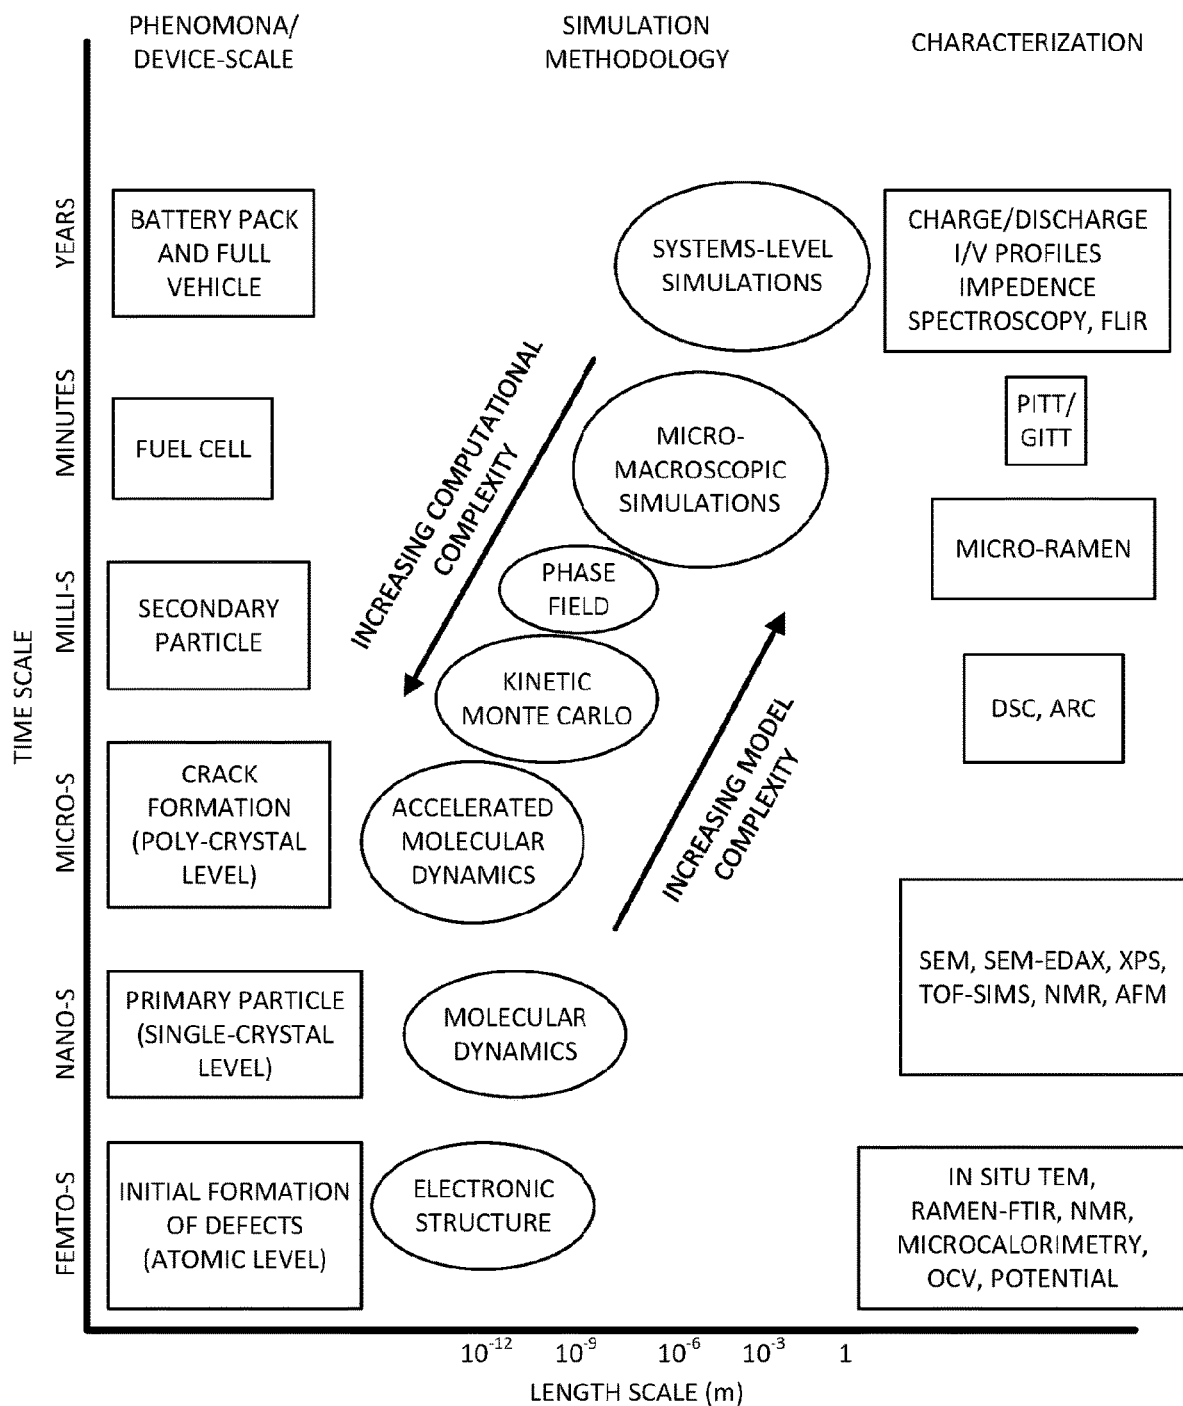 PHENOMONA/
DEVICE-SCALE
SIMULATION
METHODOLOGY
CHARACTERIZATION
YEARS
BATTERY PACK
AND FULL
VEHICLE
SYSTEMS-LEVEL
SIMULATIONS
CHARGE/DISCHARGE
I/V PROFILES
IMPEDENCE
SPECTROSCOPY, FLIR
MINUTES
FUEL CELL
INCREASING COMPUTATIONAL
COMPLEXITY
MICRO-
MACROSCOPIC
SIMULATIONS
PITT/
GITT
MICRO-RAMEN
MILLI-S
SECONDARY
PARTICLE
PHASE
FIELD
KINETIC
MONTE CARLO
DSC, ARC
TIME SCALE
MICRO-S
CRACK
FORMATION
(POLY-CRYSTAL
LEVEL)
ACCELERATED
MOLECULAR
DYNAMICS
INCREASING MODEL
COMPLEXITY
SEM, SEM-EDAX, XPS,
TOF-SIMS, NMR, AFM
NANO-S
PRIMARY PARTICLE
(SINGLE-CRYSTAL
LEVEL)
MOLECULAR
DYNAMICS
FEMTO-S
INITIAL FORMATION
OF DEFECTS
(ATOMIC LEVEL)
ELECTRONIC
STRUCTURE
IN SITU TEM,
RAMEN-FTIR, NMR,
MICROCALORIMETRY,
OCV, POTENTIAL
10⁻¹² 10⁻⁹ 10⁻⁶ 10⁻³ 1
LENGTH SCALE (m)